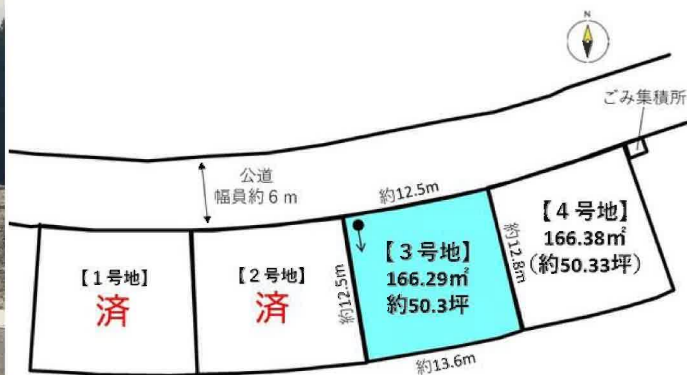 N
ごみ集積所
公道
幅員約6m
約12.5m
【1号地】
済
【2号地】
済
約12.5m
【3号地】
166.29㎡
約50.3坪
約12.8m
【4号地】
166.38㎡
(約50.33坪)
約13.6m